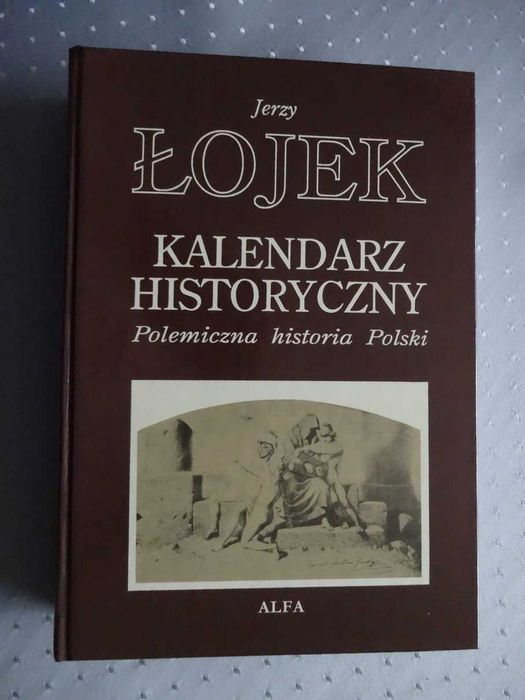 Jerzy
ŁOJEK
KALENDARZ
HISTORYCZNY
Polemiczna historia Polski
ALFA